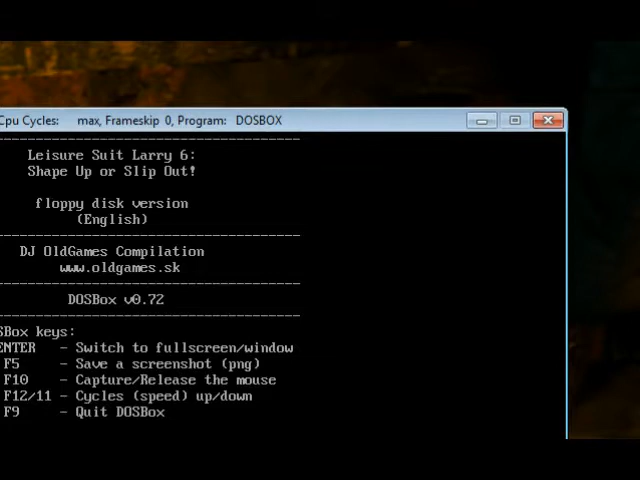 Cpu Cycles: max, Frameskip 0, Program: DOSBOX
Leisure Suit Larry 6:
Shape Up or Slip Out!
floppy disk version
(English)
DJ OldGames Compilation
www.oldgames.sk
DOSBox v0.72
SBox keys:
ENTER - Switch to fullscreen/window
F5 - Save a screenshot (png)
F10 - Capture/Release the mouse
F12/11 - Cycles (speed) up/down
F9 - Quit DOSBox